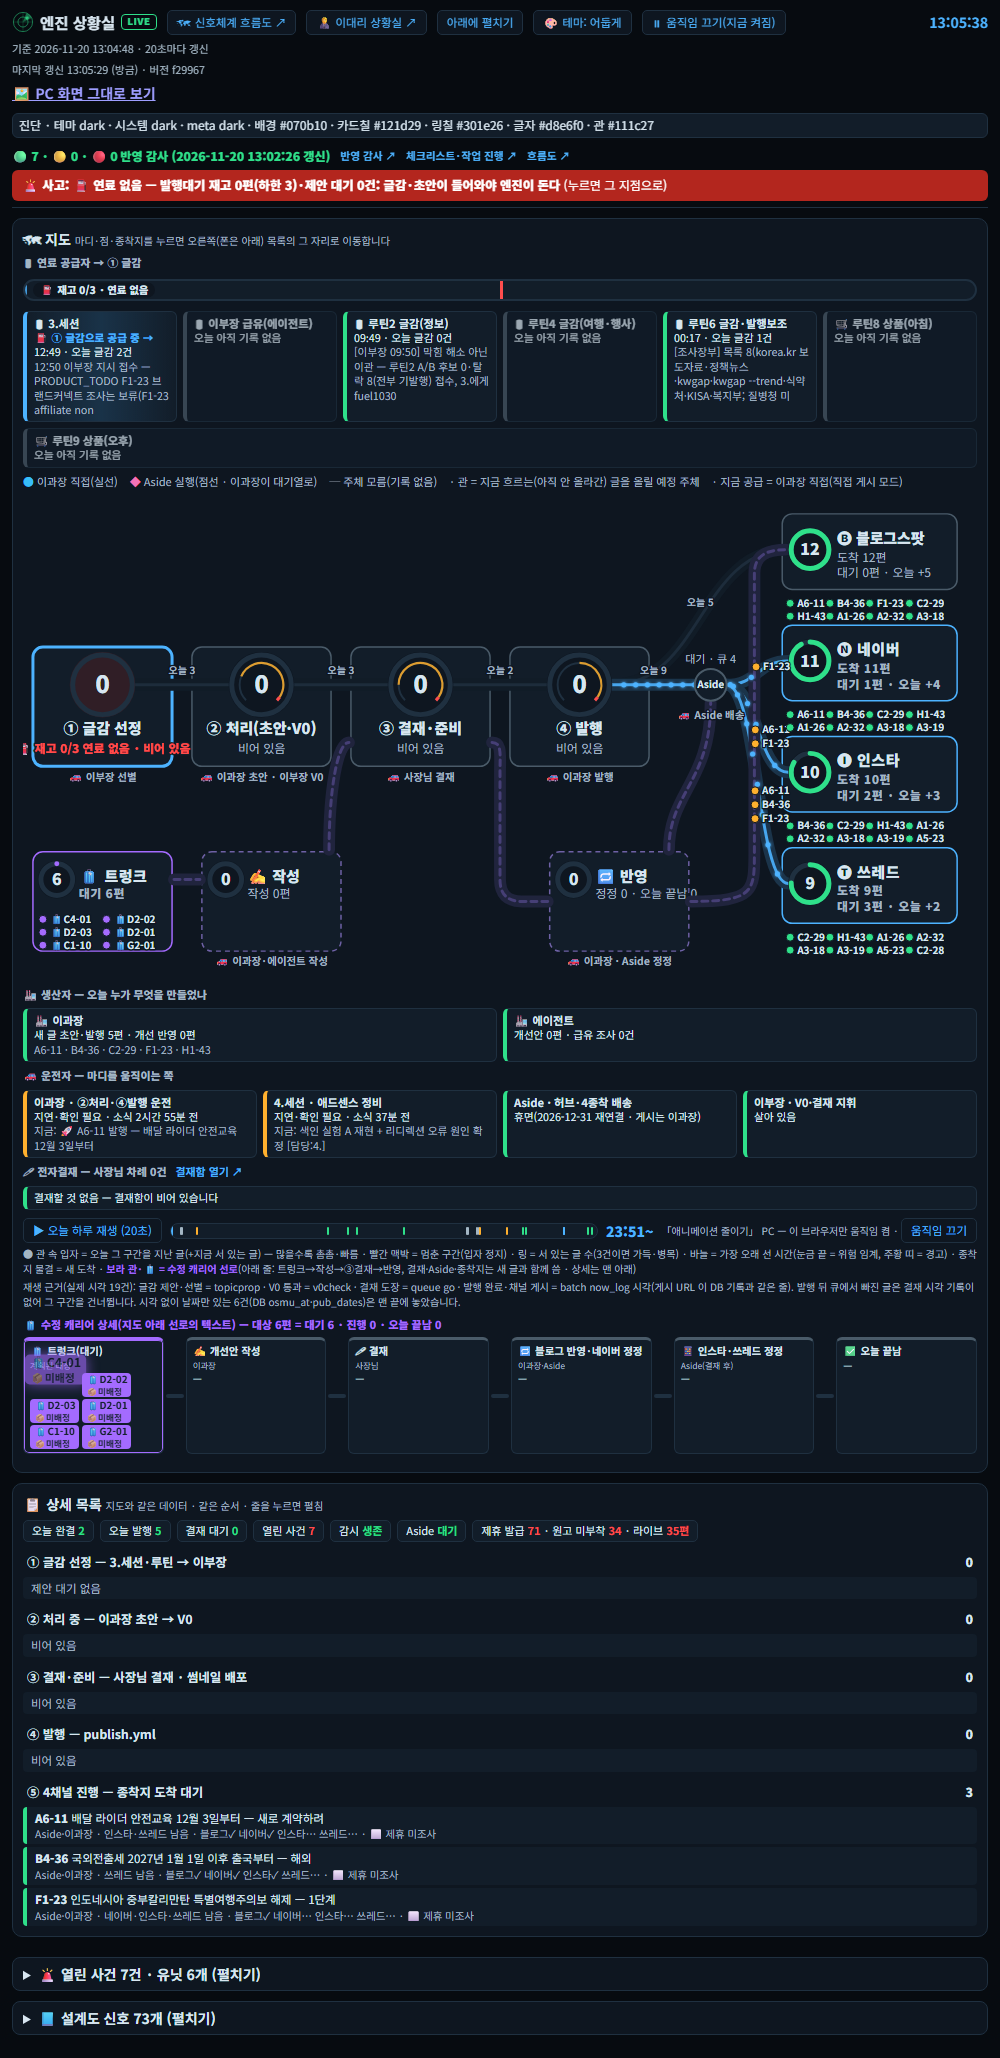 엔진 상황실 LIVE 신호체계 흐름도 ↗ 이대리 상황실 ↗ 아래에 펼치기 테마: 어둡게 움직임 끄기(지금 켜짐) 13:05:38
기준 2026-11-20 13:04:48 · 20초마다 갱신
마지막 갱신 13:05:29 (방금) · 버전 f29967
PC 화면 그대로 보기
진단 · 테마 dark · 시스템 dark · meta dark · 배경 #070b10 · 카드칠 #121d29 · 링칠 #301e26 · 글자 #d8e6f0 · 관 #111c27
7 · 0 · 0 반영 감사 (2026-11-20 13:02:26 갱신) 반영 감사 ↗ 체크리스트·작업 진행 ↗ 흐름도 ↗
사고: 연료 없음 — 발행대기 재고 0편(하한 3)·제안 대기 0건: 글감·초안이 들어와야 엔진이 돈다 (누르면 그 지점으로)
지도 마디·점·종착지를 누르면 오른쪽(폰은 아래) 목록의 그 자리로 이동합니다
연료 공급자 → ① 글감
재고 0/3 · 연료 없음
3.세션
① 글감으로 공급 중 →
12:49 · 오늘 글감 2건
12:50 이부장 지시 접수 —
PRODUCT_TODO F1-23 브
랜드커넥트 조사는 보류(F1-23
affiliate non
이부장 급유(에이전트)
오늘 아직 기록 없음
루틴2 글감(정보)
09:49 · 오늘 글감 0건
[이부장 09:50] 막힘 해소 아닌
이관 — 루틴2 A/B 후보 0·탈
락 8(전부 기발행) 접수, 3.에게
fuel1030
루틴4 글감(여행·행사)
오늘 아직 기록 없음
루틴6 글감·발행보조
00:17 · 오늘 글감 1건
[조사장부] 목록 8(korea.kr 보
도자료·정책뉴스
·kwgap·kwgap --trend·식약
처·KISA·복지부; 질병청 미
루틴8 상품(아침)
오늘 아직 기록 없음
루틴9 상품(오후)
오늘 아직 기록 없음
이과장 직접(실선) Aside 실행(점선 · 이과장이 대기열로) — 주체 모름(기록 없음) · 관 = 지금 흐르는(아직 안 올라간) 글을 올릴 예정 주체 · 지금 공급 = 이과장 직접(직접 게시 모드)
12 B 블로그스팟
도착 12편
대기 0편 · 오늘 +5
A6-11 B4-36 F1-23 C2-29
H1-43 A1-26 A2-32 A3-18
오늘 5
오늘 3
오늘 3
오늘 2
오늘 9
대기 · 큐 4
Aside
Aside 배송
0
① 글감 선정
재고 0/3 연료 없음 · 비어 있음
이부장 선별
0
② 처리(초안·V0)
비어 있음
이과장 초안 · 이부장 V0
0
③ 결재·준비
비어 있음
사장님 결재
0
④ 발행
비어 있음
이과장 발행
F1-23
11 N 네이버
도착 11편
대기 1편 · 오늘 +4
A6-11 B4-36 C2-29 H1-43
A1-26 A2-32 A3-18 A3-19
A6-11
F1-23
10 I 인스타
도착 10편
대기 2편 · 오늘 +3
B4-36 C2-29 H1-43 A1-26
A2-32 A3-18 A3-19 A5-23
A6-11
B4-36
F1-23
9 T 쓰레드
도착 9편
대기 3편 · 오늘 +2
C2-29 H1-43 A1-26 A2-32
A3-18 A3-19 A5-23 C2-28
6 트렁크
대기 6편
C4-01 D2-02
D2-03 D2-01
C1-10 G2-01
0 작성
작성 0편
이과장·에이전트 작성
0 반영
정정 0 · 오늘 끝남 0
이과장 · Aside 정정
생산자 — 오늘 누가 무엇을 만들었나
이과장
새 글 초안·발행 5편 · 개선 반영 0편
A6-11 · B4-36 · C2-29 · F1-23 · H1-43
에이전트
개선안 0편 · 급유 조사 0건
운전자 — 마디를 움직이는 쪽
이과장 · ②처리·④발행 운전
지연·확인 필요 · 소식 2시간 55분 전
지금: A6-11 발행 — 배달 라이더 안전교육
12월 3일부터
4.세션 · 애드센스 정비
지연·확인 필요 · 소식 37분 전
지금: 색인 실험 A 재현 + 리디렉션 오류 원인 확
정 [담당:4.]
Aside · 허브·4종착 배송
휴면(2026-12-31 재연결 · 게시는 이과장)
이부장 · V0·결재 지휘
살아 있음
전자결재 — 사장님 차례 0건 결재함 열기 ↗
결재할 것 없음 — 결재함이 비어 있습니다
▶ 오늘 하루 재생 (20초) 23:51~ 「애니메이션 줄이기」 PC — 이 브라우저만 움직임 켬 · 움직임 끄기
관 속 입자 = 오늘 그 구간을 지난 글(+지금 서 있는 글) — 많을수록 촘촘·빠름 · 빨간 맥박 = 멈춘 구간(입자 정지) · 링 = 서 있는 글 수(3건이면 가득·병목) · 바늘 = 가장 오래 선 시간(눈금 끝 = 위험 임계, 주황 띠 = 경고) · 종착
지 물결 = 새 도착 · 보라 관· = 수정 캐리어 선로(아래 줄: 트렁크→작성→③결재→반영, 결재·Aside·종착지는 새 글과 함께 씀 · 상세는 맨 아래)
재생 근거(실제 시각 19건): 글감 제안·선별 = topicprop · V0 통과 = v0check · 결재 도장 = queue go · 발행 완료·채널 게시 = batch now_log 시각(게시 URL 이 DB 기록과 같은 줄). 발행 뒤 큐에서 빠진 글은 결재 시각 기록이
없어 그 구간을 건너뜁니다. 시각 없이 날짜만 있는 6건(DB osmu_at·pub_dates)은 맨 끝에 놓았습니다.
수정 캐리어 상세(지도 아래 선로의 텍스트) — 대상 6편 = 대기 6 · 진행 0 · 오늘 끝남 0
트렁크(대기)
C4-01
미배정
D2-02
미배정
D2-03
미배정
D2-01
미배정
C1-10
미배정
G2-01
미배정
개선안 작성
이과장
—
결재
사장님
—
블로그 반영·네이버 정정
이과장·Aside
—
인스타·쓰레드 정정
Aside(결재 후)
—
오늘 끝남
—
상세 목록 지도와 같은 데이터 · 같은 순서 · 줄을 누르면 펼침
오늘 완결 2 오늘 발행 5 결재 대기 0 열린 사건 7 감시 생존 Aside 대기 제휴 발급 71 · 원고 미부착 34 · 라이브 35편
① 글감 선정 — 3.세션·루틴 → 이부장 0
제안 대기 없음
② 처리 중 — 이과장 초안 → V0 0
비어 있음
③ 결재·준비 — 사장님 결재 · 썸네일 배포 0
비어 있음
④ 발행 — publish.yml 0
비어 있음
⑤ 4채널 진행 — 종착지 도착 대기 3
A6-11 배달 라이더 안전교육 12월 3일부터 — 새로 계약하려
Aside·이과장 · 인스타·쓰레드 남음 · 블로그✓ 네이버✓ 인스타··· 쓰레드··· · 제휴 미조사
B4-36 국외전출세 2027년 1월 1일 이후 출국부터 — 해외
Aside·이과장 · 쓰레드 남음 · 블로그✓ 네이버✓ 인스타✓ 쓰레드··· · 제휴 미조사
F1-23 인도네시아 중부칼리만탄 특별여행주의보 해제 — 1단계
Aside·이과장 · 네이버·인스타·쓰레드 남음 · 블로그✓ 네이버··· 인스타··· 쓰레드··· · 제휴 미조사
▶ 열린 사건 7건 · 유닛 6개 (펼치기)
▶ 설계도 신호 73개 (펼치기)